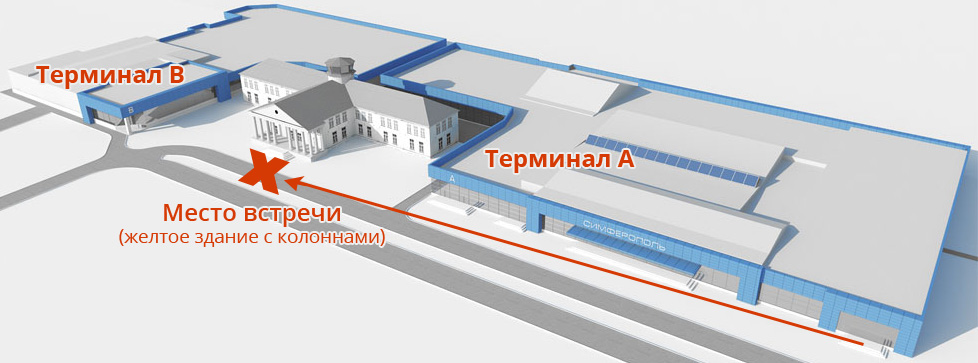 Терминал B
Терминал A
A
СИМФЕРОПОЛЬ
Место встречи
(желтое здание с колоннами)